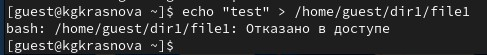 [guest@kgkrasnova ~]$ echo "test" > /home/guest/dir1/file1
bash: /home/guest/dir1/file1: Отказано в доступе
[guest@kgkrasnova ~]$